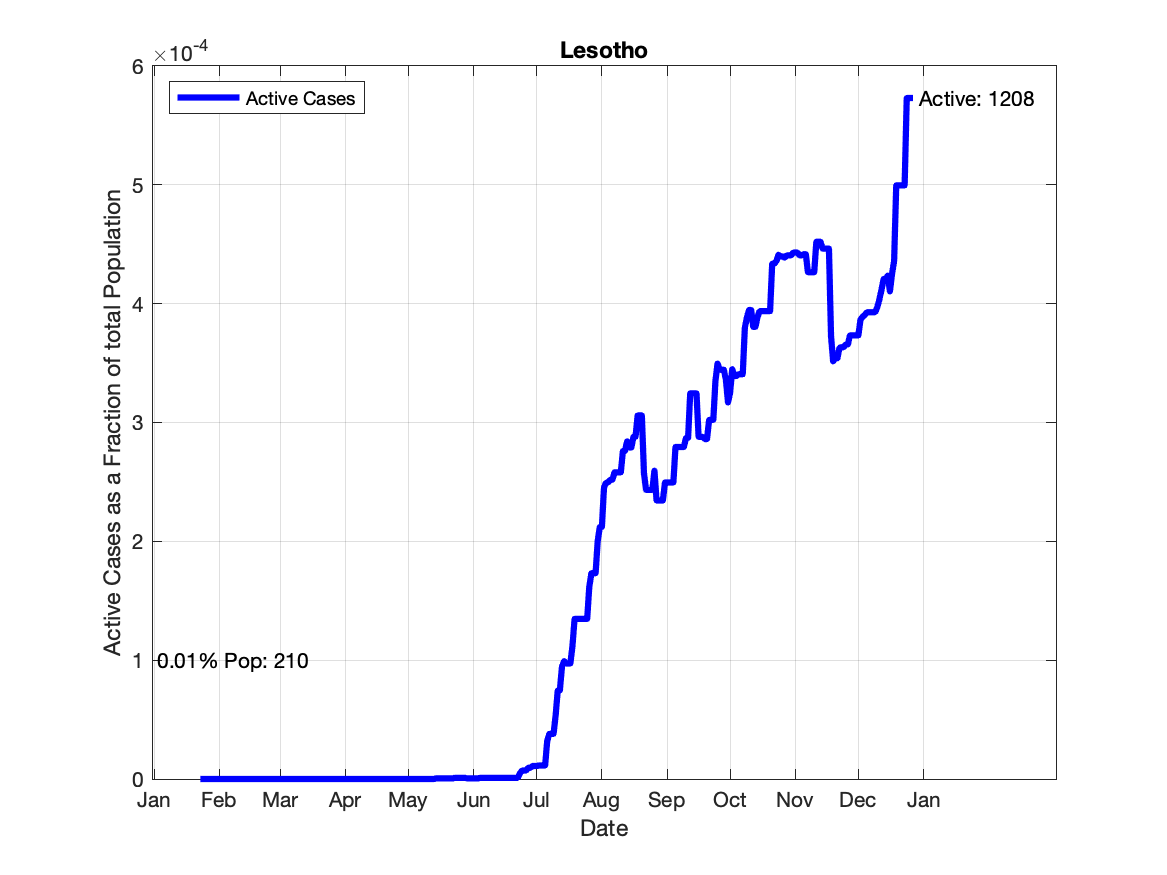 Lesotho
×10⁻⁴
Active Cases
Active: 1208
0.01% Pop: 210
Active Cases as a Fraction of total Population
6
5
4
3
2
1
0
Jan Feb Mar Apr May Jun Jul Aug Sep Oct Nov Dec Jan
Date